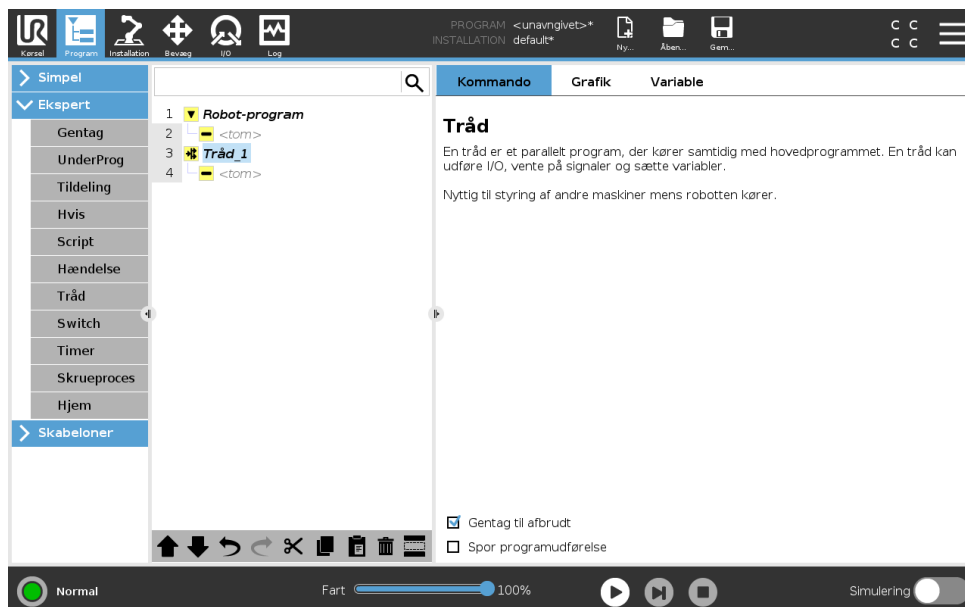 PROGRAM <unavngivet>*
INSTALLATION default*
Kørsel Program Installation Bevæg I/O Log
Ny... Åben... Gem...
C C
C C
Simpel
Ekspert
Gentag
UnderProg
Tildeling
Hvis
Script
Hændelse
Tråd
Switch
Timer
Skrueproces
Hjem
Skabeloner
1 Robot-program
2 <tom>
3 Tråd_1
4 <tom>
Kommando Grafik Variable
Tråd
En tråd er et parallelt program, der kører samtidig med hovedprogrammet. En tråd kan
udføre I/O, vente på signaler og sætte variabler.
Nyttig til styring af andre maskiner mens robotten kører.
Gentag til afbrudt
Spor programudførelse
Normal
Fart 100%
Simulering